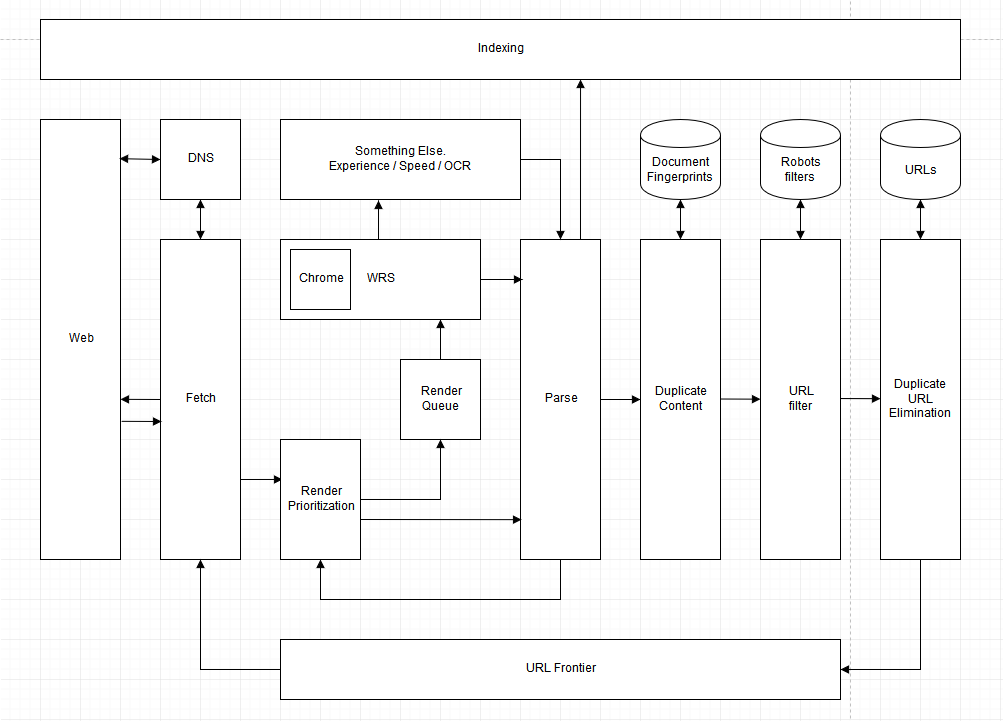 Indexing
Web
DNS
Fetch
Something Else.
Experience / Speed / OCR
Chrome
WRS
Render
Queue
Render
Prioritization
Parse
Document
Fingerprints
Duplicate
Content
Robots
filters
URL
filter
URLs
Duplicate
URL
Elimination
URL Frontier